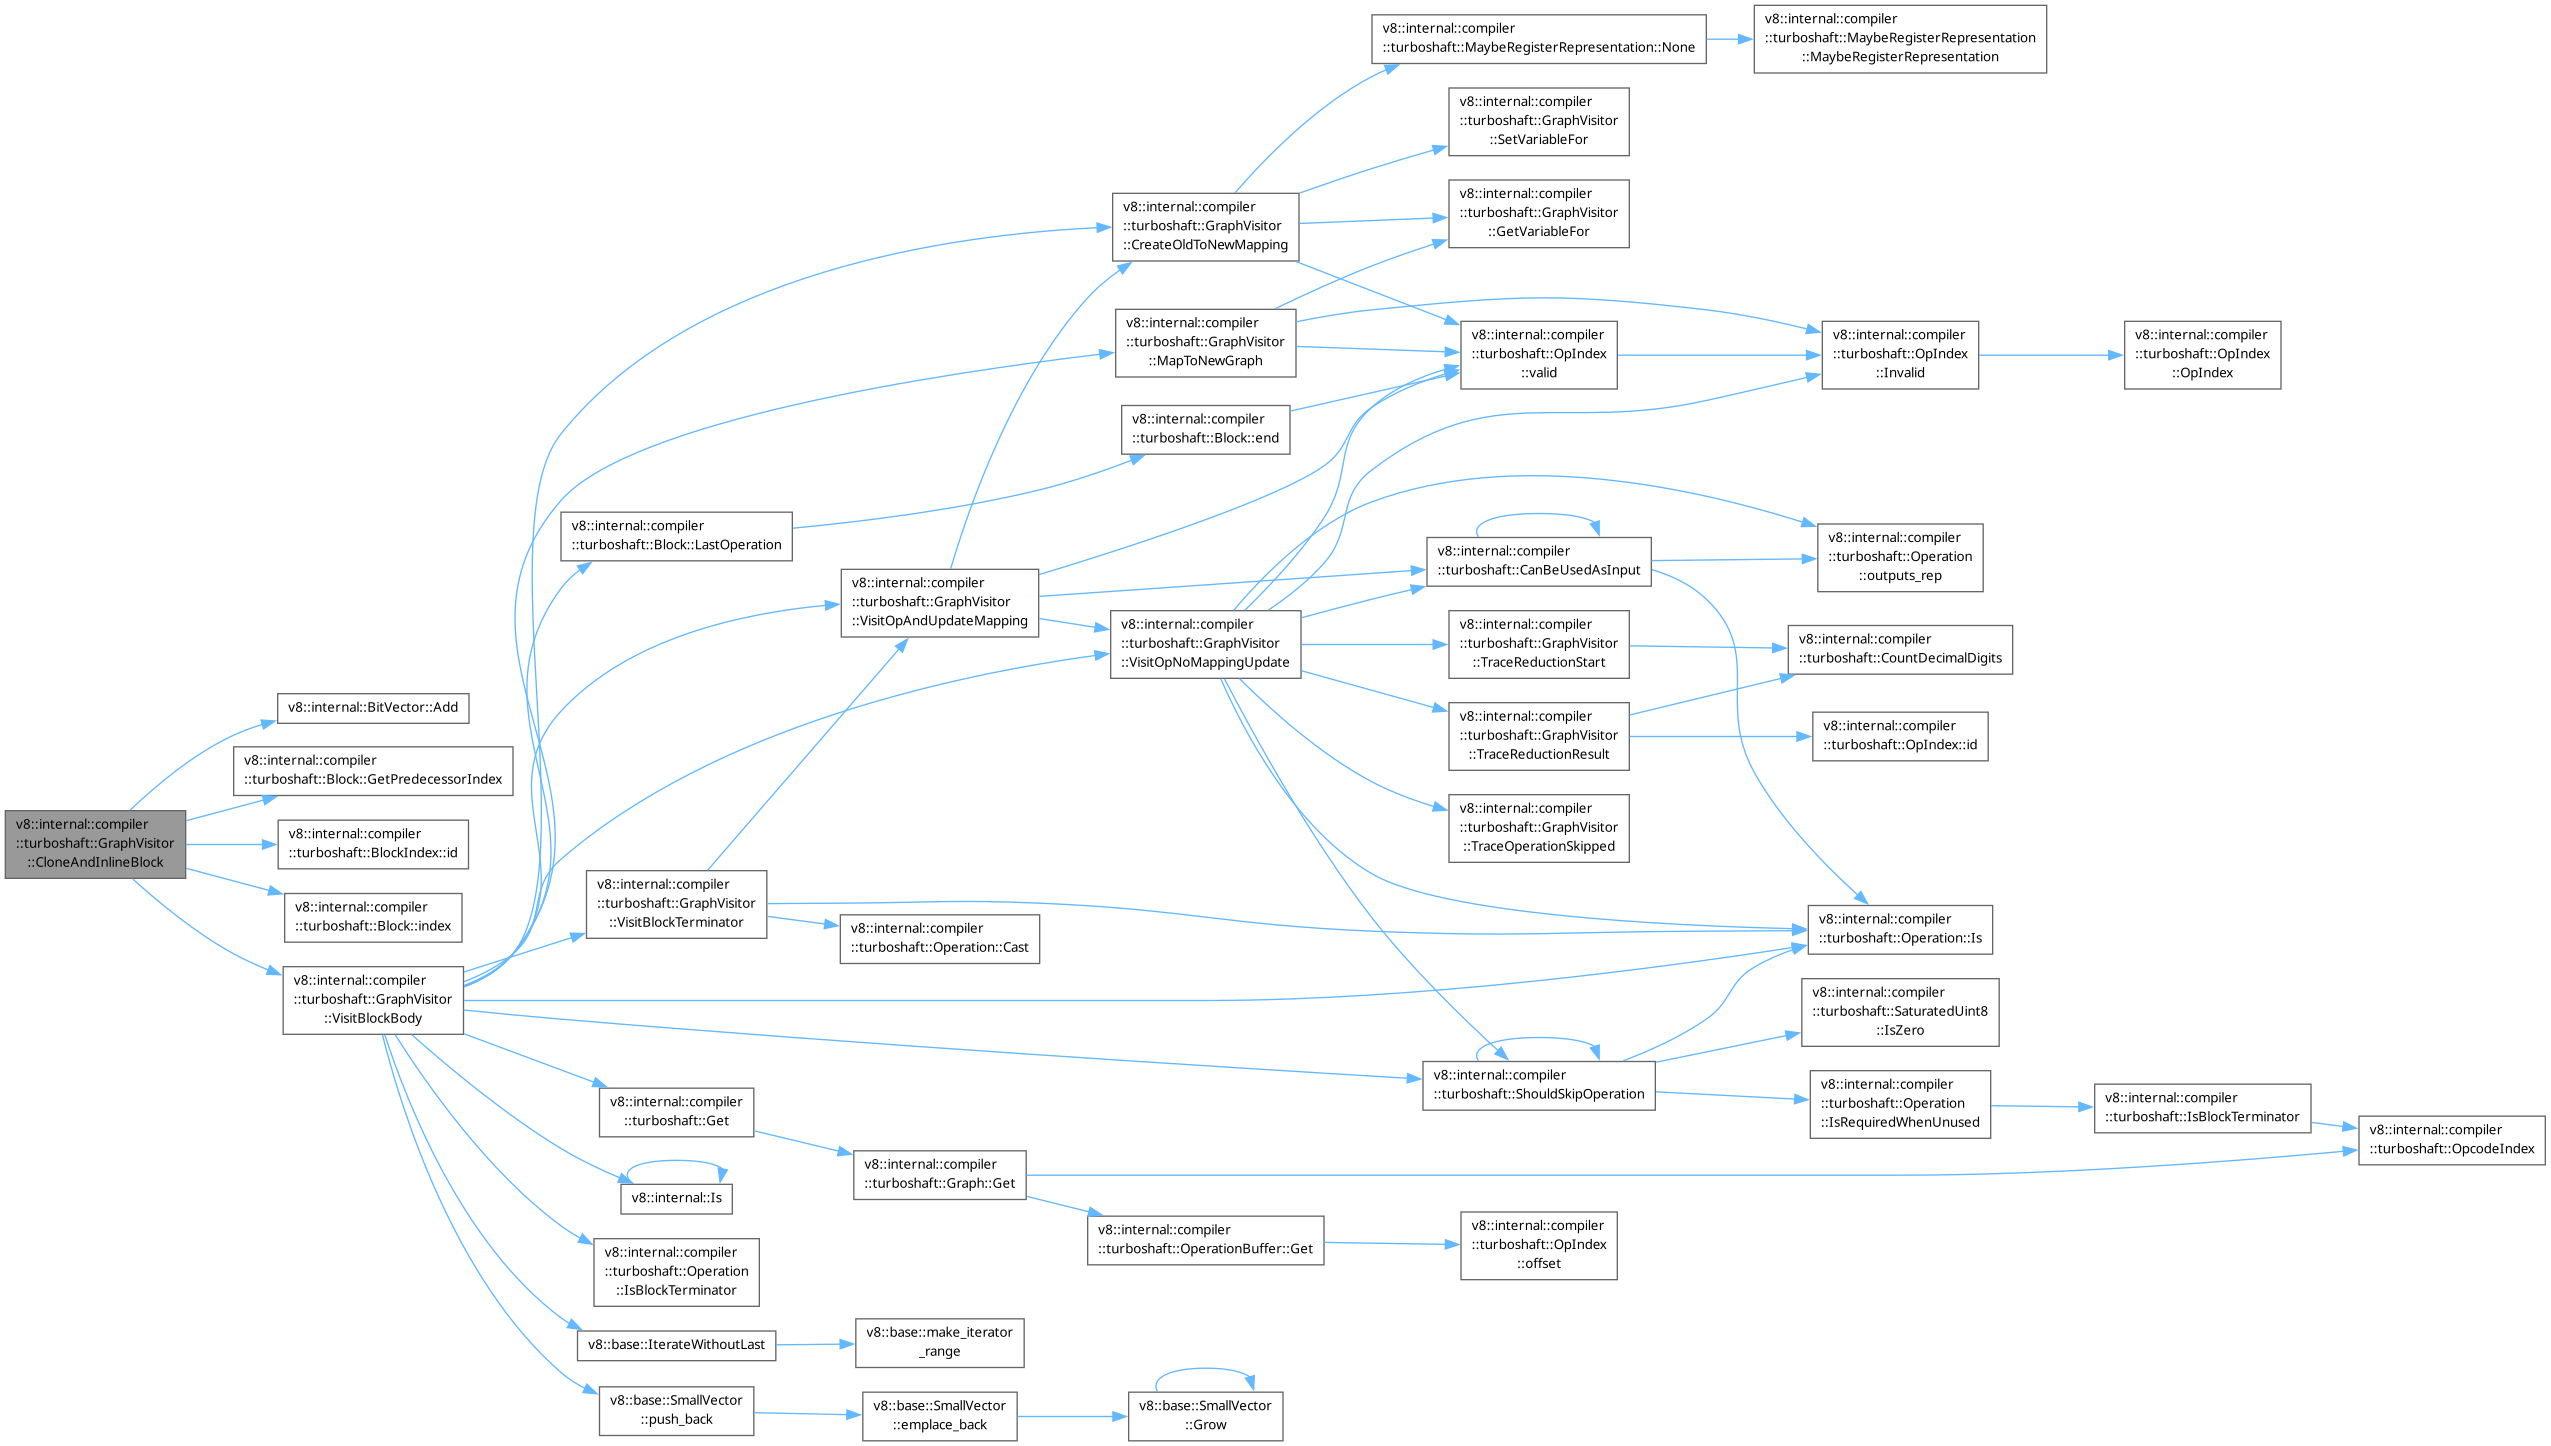 v8::internal::compiler
::turboshaft::GraphVisitor
::CloneAndInlineBlock
v8::internal::BitVector::Add
v8::internal::compiler
::turboshaft::Block::GetPredecessorIndex
v8::internal::compiler
::turboshaft::BlockIndex::id
v8::internal::compiler
::turboshaft::Block::index
v8::internal::compiler
::turboshaft::GraphVisitor
::VisitBlockBody
v8::internal::compiler
::turboshaft::Block::LastOperation
v8::internal::compiler
::turboshaft::GraphVisitor
::VisitBlockTerminator
v8::internal::compiler
::turboshaft::Get
v8::internal::Is
v8::internal::compiler
::turboshaft::Operation
::IsBlockTerminator
v8::base::IterateWithoutLast
v8::base::SmallVector
::push_back
v8::internal::compiler
::turboshaft::GraphVisitor
::VisitOpAndUpdateMapping
v8::internal::compiler
::turboshaft::Operation::Cast
v8::internal::compiler
::turboshaft::Graph::Get
v8::base::make_iterator
_range
v8::base::SmallVector
::emplace_back
v8::internal::compiler
::turboshaft::GraphVisitor
::CreateOldToNewMapping
v8::internal::compiler
::turboshaft::GraphVisitor
::MapToNewGraph
v8::internal::compiler
::turboshaft::Block::end
v8::internal::compiler
::turboshaft::GraphVisitor
::VisitOpNoMappingUpdate
v8::internal::compiler
::turboshaft::OperationBuffer::Get
v8::base::SmallVector
::Grow
v8::internal::compiler
::turboshaft::MaybeRegisterRepresentation::None
v8::internal::compiler
::turboshaft::GraphVisitor
::SetVariableFor
v8::internal::compiler
::turboshaft::GraphVisitor
::GetVariableFor
v8::internal::compiler
::turboshaft::OpIndex
::valid
v8::internal::compiler
::turboshaft::CanBeUsedAsInput
v8::internal::compiler
::turboshaft::GraphVisitor
::TraceReductionStart
v8::internal::compiler
::turboshaft::GraphVisitor
::TraceReductionResult
v8::internal::compiler
::turboshaft::GraphVisitor
::TraceOperationSkipped
v8::internal::compiler
::turboshaft::ShouldSkipOperation
v8::internal::compiler
::turboshaft::OpIndex
::offset
v8::internal::compiler
::turboshaft::MaybeRegisterRepresentation
::MaybeRegisterRepresentation
v8::internal::compiler
::turboshaft::OpIndex
::Invalid
v8::internal::compiler
::turboshaft::Operation
::outputs_rep
v8::internal::compiler
::turboshaft::CountDecimalDigits
v8::internal::compiler
::turboshaft::OpIndex::id
v8::internal::compiler
::turboshaft::Operation::Is
v8::internal::compiler
::turboshaft::SaturatedUint8
::IsZero
v8::internal::compiler
::turboshaft::Operation
::IsRequiredWhenUnused
v8::internal::compiler
::turboshaft::OpIndex
::OpIndex
v8::internal::compiler
::turboshaft::IsBlockTerminator
v8::internal::compiler
::turboshaft::OpcodeIndex